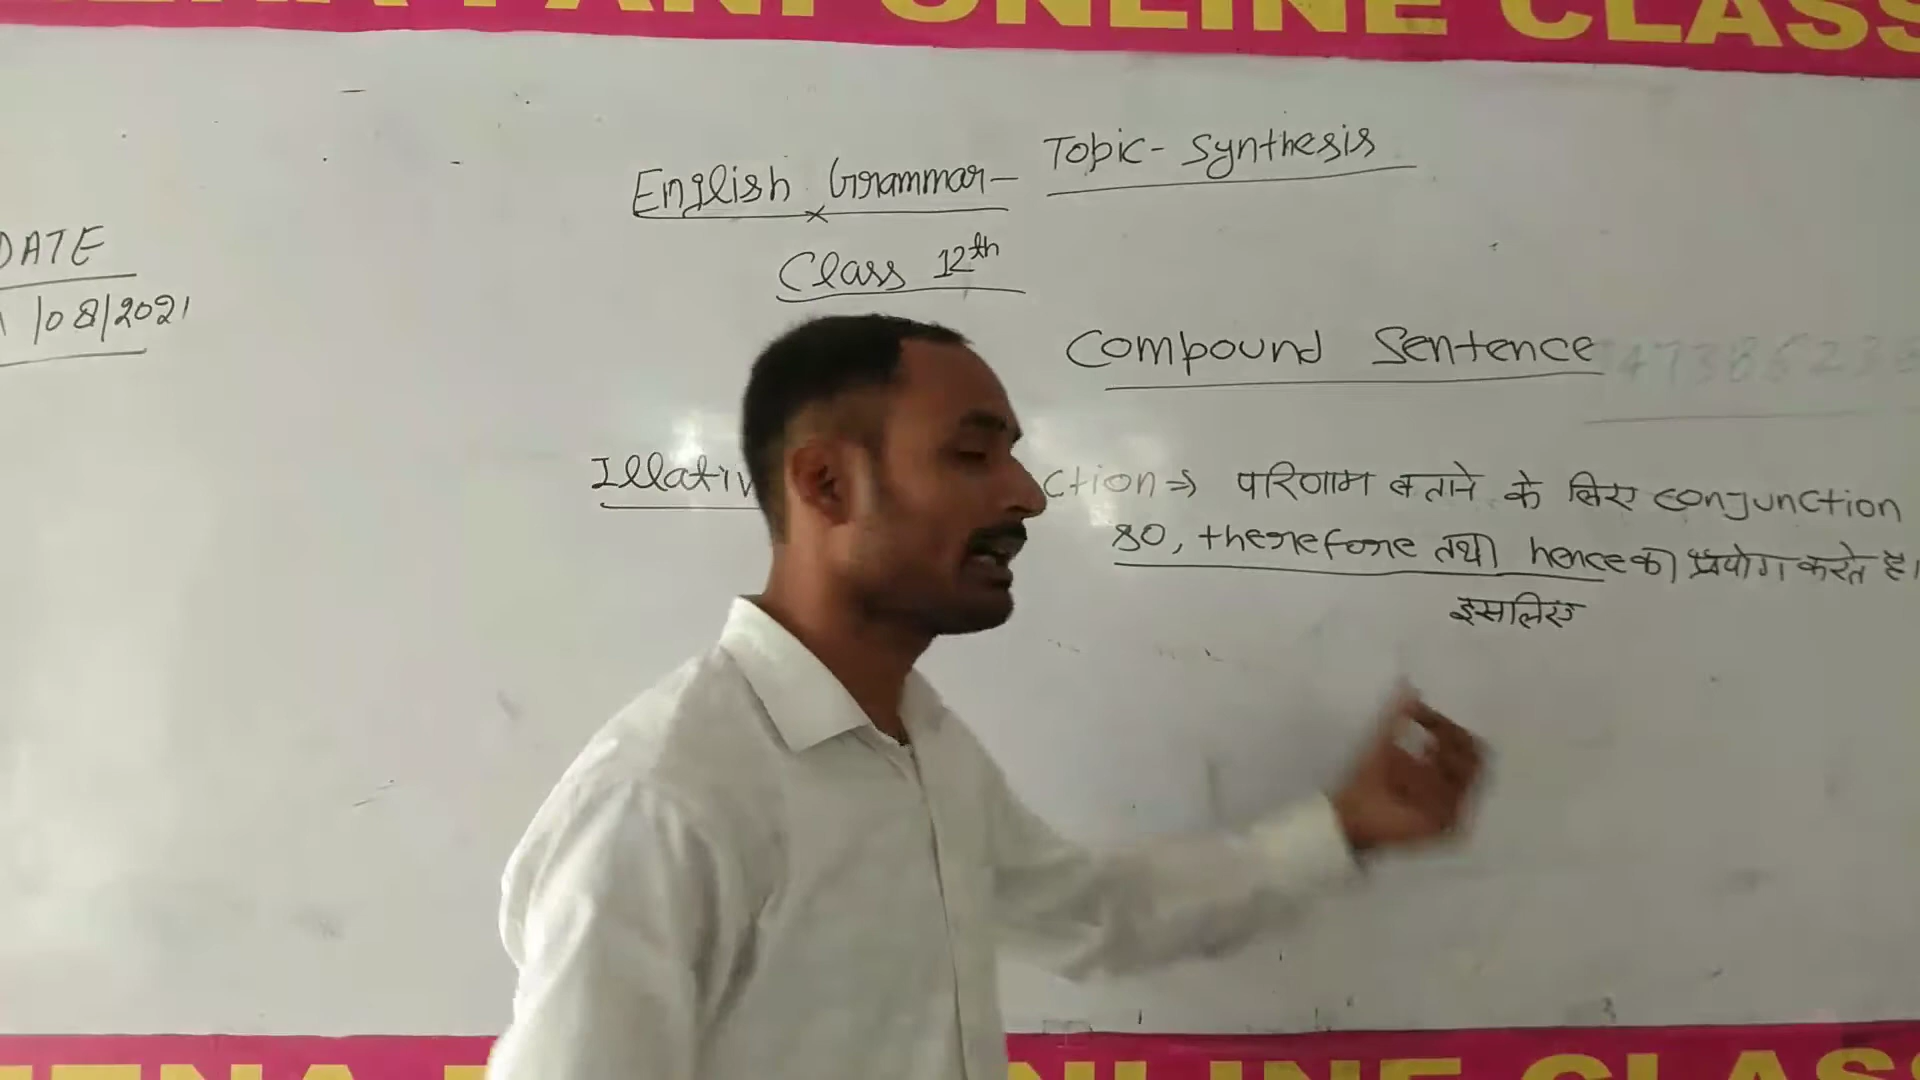 PANI ONLINE CLASS
English Grammar- Topic- Synthesis
Class 12th
DATE
/08/2021
Compound Sentence
Illativ ction ⇒ परिणाम बताने के लिए conjunction
so, therefore तथा hence का प्रयोग करते है।
इसलिए
ONLINE CLASS